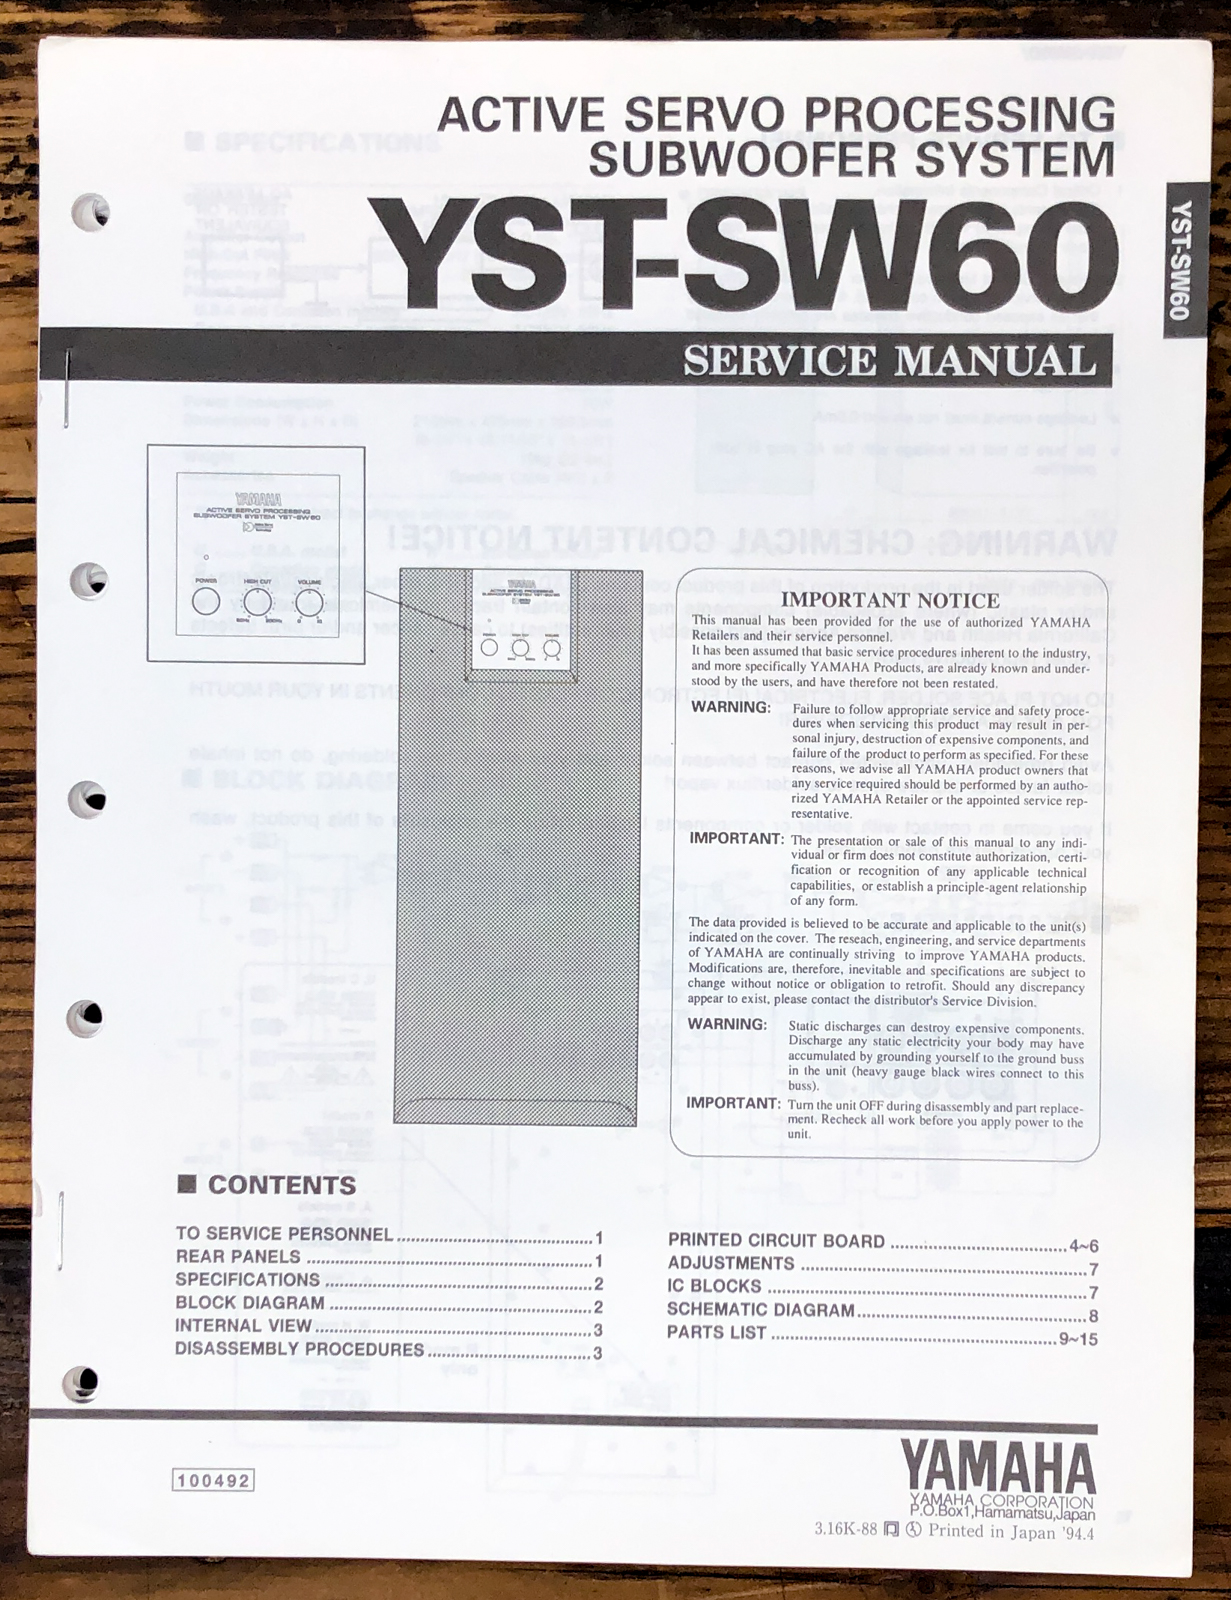 ACTIVE SERVO PROCESSING
SUBWOOFER SYSTEM
YST-SW60
YST-SW60
SERVICE MANUAL
YAMAHA
ACTIVE SERVO PROCESSING
SUBWOOFER SYSTEM YST-SW60
POWER HIGH CUT VOLUME
YAMAHA
IMPORTANT NOTICE
This manual has been provided for the use of authorized YAMAHA
Retailers and their service personnel.
It has been assumed that basic service procedures inherent to the industry,
and more specifically YAMAHA Products, are already known and under-
stood by the users, and have therefore not been restated.
WARNING: Failure to follow appropriate service and safety proce-
dures when servicing this product may result in per-
sonal injury, destruction of expensive components, and
failure of the product to perform as specified. For these
reasons, we advise all YAMAHA product owners that
any service required should be performed by an autho-
rized YAMAHA Retailer or the appointed service rep-
resentative.
IMPORTANT: The presentation or sale of this manual to any indi-
vidual or firm does not constitute authorization, certi-
fication or recognition of any applicable technical
capabilities, or establish a principle-agent relationship
of any form.
The data provided is believed to be accurate and applicable to the unit(s)
indicated on the cover. The reseach, engineering, and service departments
of YAMAHA are continually striving to improve YAMAHA products.
Modifications are, therefore, inevitable and specifications are subject to
change without notice or obligation to retrofit. Should any discrepancy
appear to exist, please contact the distributor's Service Division.
WARNING: Static discharges can destroy expensive components.
Discharge any static electricity your body may have
accumulated by grounding yourself to the ground buss
in the unit (heavy gauge black wires connect to this
buss).
IMPORTANT: Turn the unit OFF during disassembly and part replace-
ment. Recheck all work before you apply power to the
unit.
■ CONTENTS
TO SERVICE PERSONNEL ........ 1
REAR PANELS ........ 1
SPECIFICATIONS ........ 2
BLOCK DIAGRAM ........ 2
INTERNAL VIEW ........ 3
DISASSEMBLY PROCEDURES ........ 3
PRINTED CIRCUIT BOARD ........ 4~6
ADJUSTMENTS ........ 7
IC BLOCKS ........ 7
SCHEMATIC DIAGRAM ........ 8
PARTS LIST ........ 9~15
100492
YAMAHA
YAMAHA CORPORATION
P.O.Box1,Hamamatsu,Japan
3.16K-88 Printed in Japan '94.4